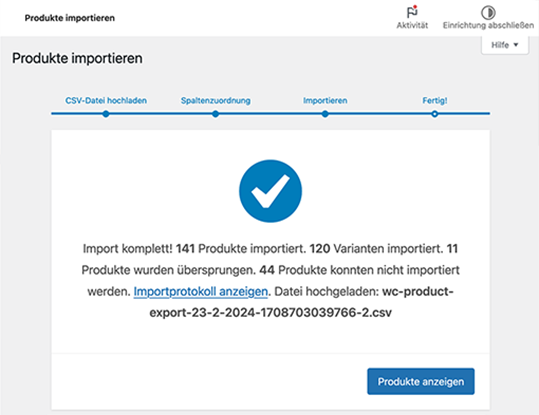 Produkte importieren
Aktivität
Einrichtung abschließen
Hilfe ▼
Produkte importieren
CSV-Datei hochladen
Spaltenzuordnung
Importieren
Fertig!
Import komplett! 141 Produkte importiert. 120 Varianten importiert. 11
Produkte wurden übersprungen. 44 Produkte konnten nicht importiert
werden. Importprotokoll anzeigen. Datei hochgeladen: wc-product-
export-23-2-2024-1708703039766-2.csv
Produkte anzeigen